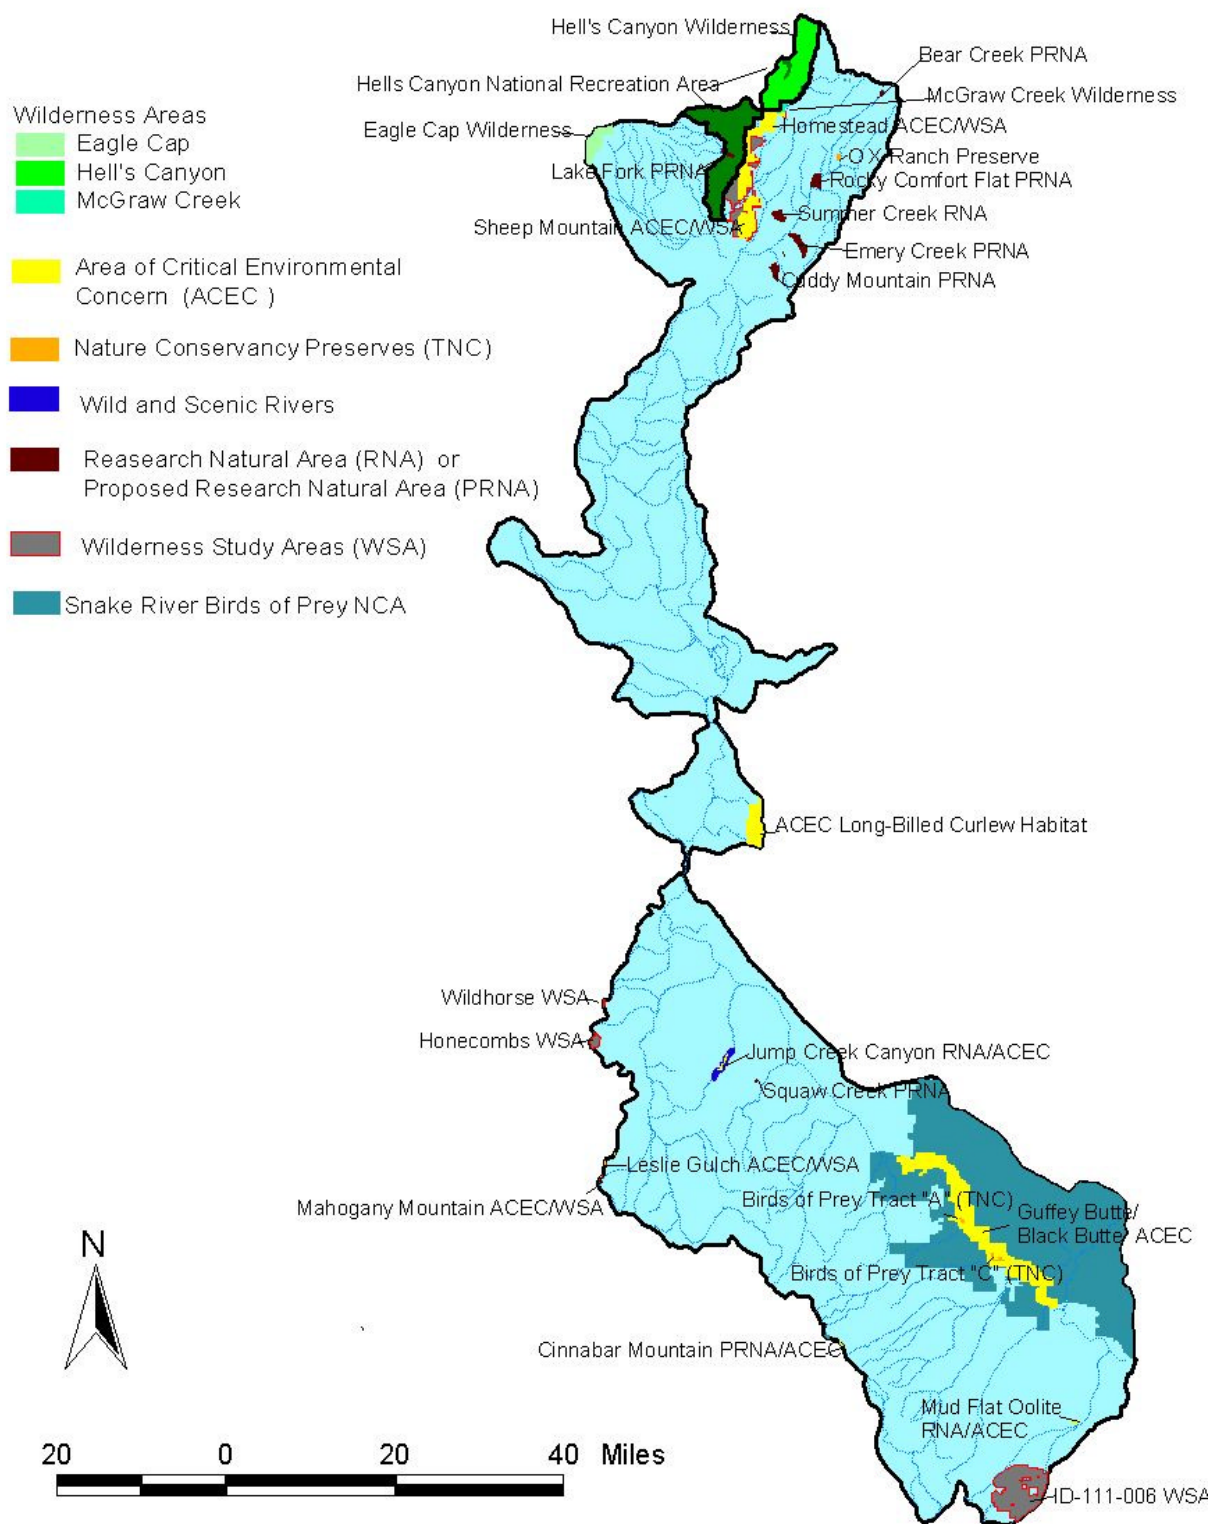 Hell's Canyon Wilderness
Bear Creek PRNA
Hells Canyon National Recreation Area
McGraw Creek Wilderness
Wilderness Areas
Eagle Cap
Hell's Canyon
McGraw Creek
Eagle Cap Wilderness
Homestead ACEC/WSA
OX Ranch Preserve
Lake Fork PRNA
Rocky Comfort Flat PRNA
Summer Creek RNA
Sheep Mountain ACEC/WSA
Emery Creek PRNA
Cuddy Mountain PRNA
Area of Critical Environmental
Concern (ACEC )
Nature Conservancy Preserves (TNC)
Wild and Scenic Rivers
Reasearch Natural Area (RNA) or
Proposed Research Natural Area (PRNA)
Wilderness Study Areas (WSA)
Snake River Birds of Prey NCA
ACEC Long-Billed Curlew Habitat
Wildhorse WSA
Honecombs WSA
Jump Creek Canyon RNA/ACEC
Squaw Creek PRNA
Leslie Gulch ACEC/WSA
Mahogany Mountain ACEC/WSA
Birds of Prey Tract "A" (TNC)
Guffey Butte/
Black Butte/ ACEC
Birds of Prey Tract "C" (TNC)
N
Cinnabar Mountain PRNA/ACEC
Mud Flat Oolite
RNA/ACEC
ID-111-006 WSA
20 0 20 40 Miles